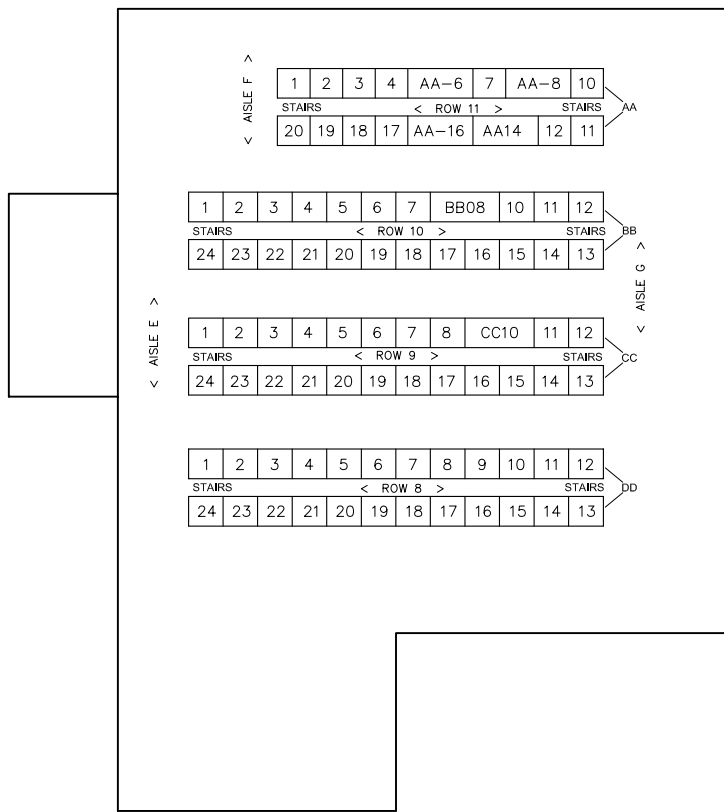 < AISLE F >
1 2 3 4 AA-6 7 AA-8 10
STAIRS < ROW 11 > STAIRS AA
20 19 18 17 AA-16 AA14 12 11
1 2 3 4 5 6 7 BB08 10 11 12
STAIRS < ROW 10 > STAIRS BB
24 23 22 21 20 19 18 17 16 15 14 13
< AISLE G >
< AISLE E >
1 2 3 4 5 6 7 8 CC10 11 12
STAIRS < ROW 9 > STAIRS CC
24 23 22 21 20 19 18 17 16 15 14 13
1 2 3 4 5 6 7 8 9 10 11 12
STAIRS < ROW 8 > STAIRS DD
24 23 22 21 20 19 18 17 16 15 14 13